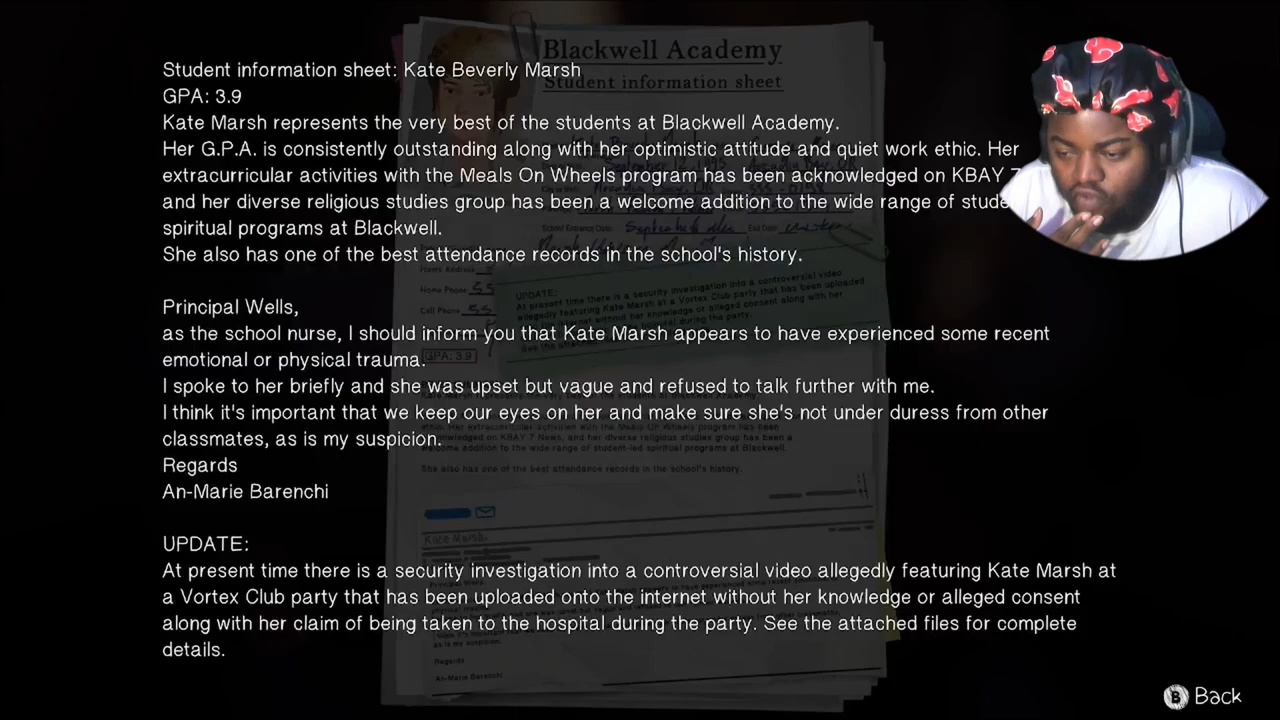 Blackwell Academy
Student information sheet
Student information sheet: Kate Beverly Marsh
GPA: 3.9
Kate Marsh represents the very best of the students at Blackwell Academy.
Her G.P.A. is consistently outstanding along with her optimistic attitude and quiet work ethic. Her
extracurricular activities with the Meals On Wheels program has been acknowledged on KBAY 7
and her diverse religious studies group has been a welcome addition to the wide range of
spiritual programs at Blackwell.
She also has one of the best attendance records in the school's history.
Principal Wells,
as the school nurse, I should inform you that Kate Marsh appears to have experienced some recent
emotional or physical trauma.
I spoke to her briefly and she was upset but vague and refused to talk further with me.
I think it's important that we keep our eyes on her and make sure she's not under duress from other
classmates, as is my suspicion.
Regards
An-Marie Barenchi
UPDATE:
At present time there is a security investigation into a controversial video allegedly featuring Kate Marsh at
a Vortex Club party that has been uploaded onto the internet without her knowledge or alleged consent
along with her claim of being taken to the hospital during the party. See the attached files for complete
details.
B Back